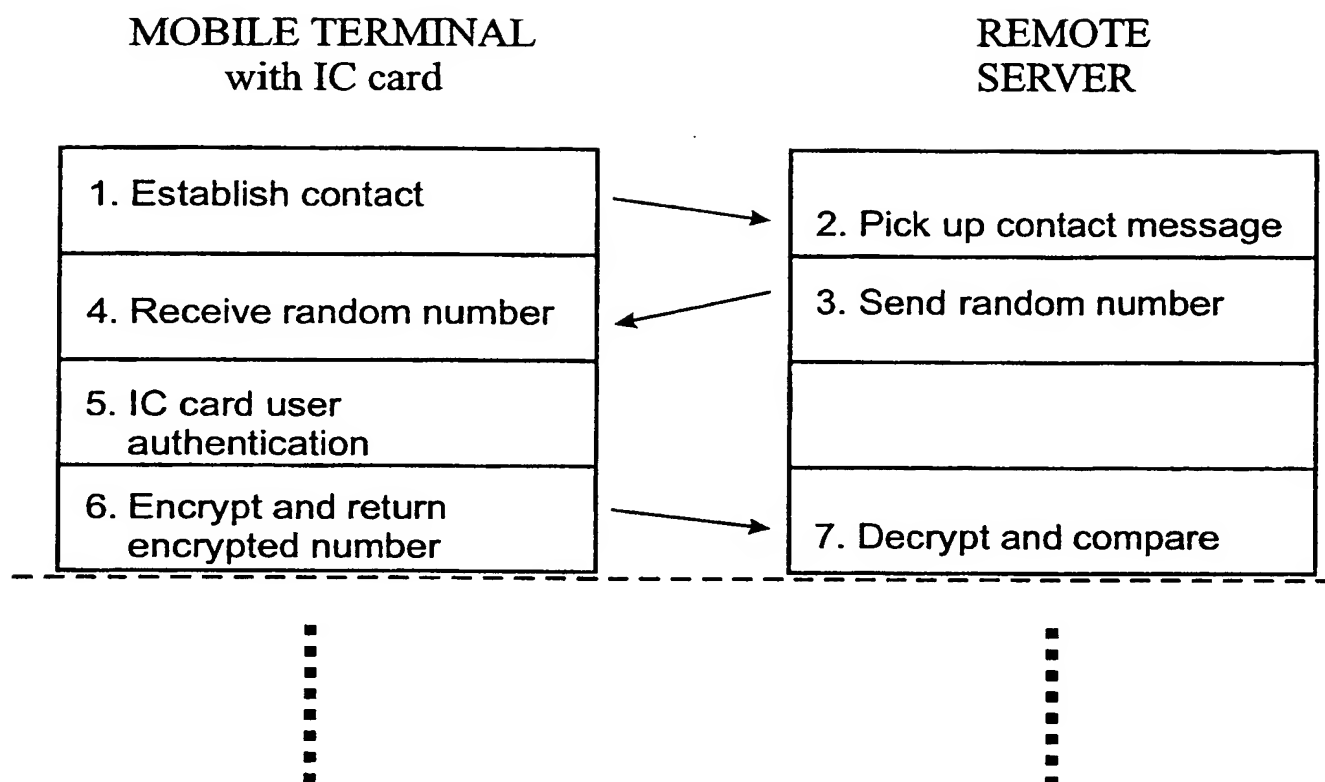 MOBILE TERMINAL
with IC card
REMOTE
SERVER
1. Establish contact
2. Pick up contact message
4. Receive random number
3. Send random number
5. IC card user
authentication
6. Encrypt and return
encrypted number
7. Decrypt and compare